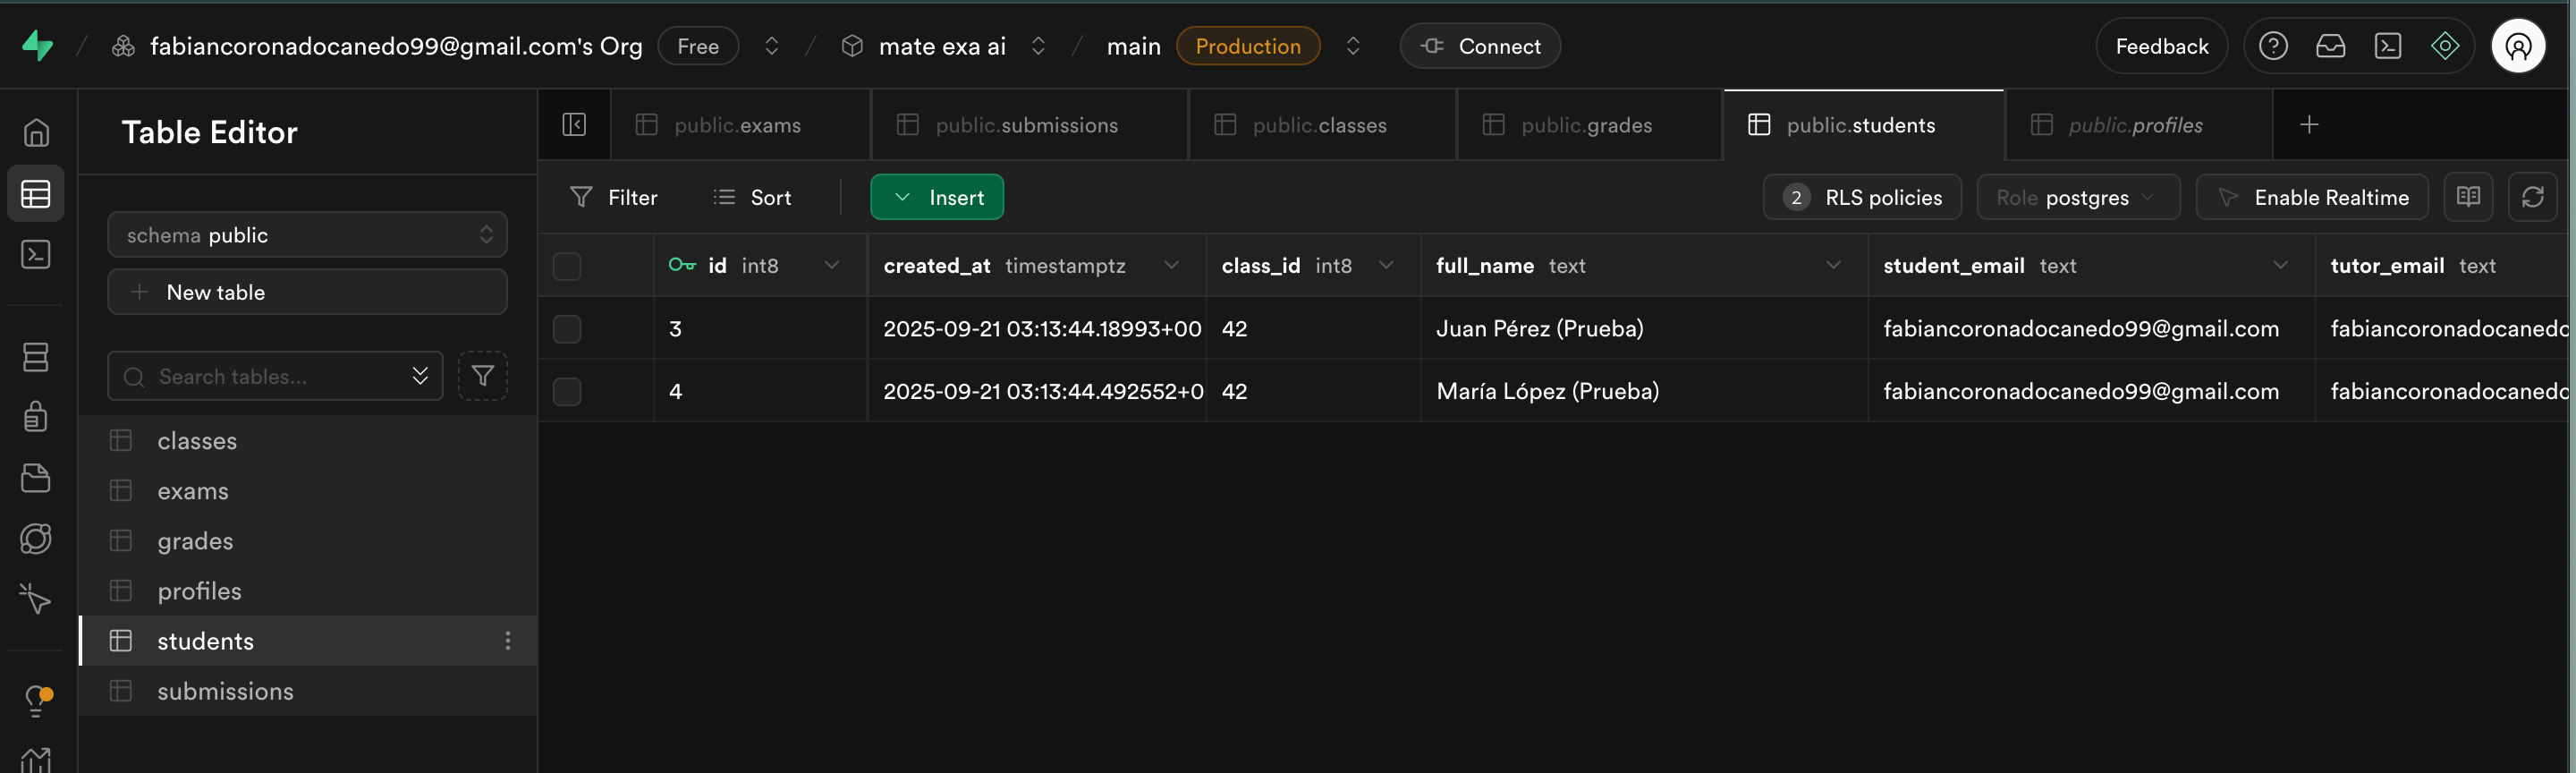 fabiancoronadocanedo99@gmail.com's Org Free mate exa ai main Production Connect Feedback
Table Editor
public.exams public.submissions public.classes public.grades public.students public.profiles
Filter Sort Insert 2 RLS policies Role postgres Enable Realtime
schema public
New table
Search tables...
classes
exams
grades
profiles
students
submissions
id int8 created_at timestamptz class_id int8 full_name text student_email text tutor_email text
3 2025-09-21 03:13:44.18993+00 42 Juan Pérez (Prueba) fabiancoronadocanedo99@gmail.com fabiancoronadocanedo
4 2025-09-21 03:13:44.492552+0 42 María López (Prueba) fabiancoronadocanedo99@gmail.com fabiancoronadocanedo